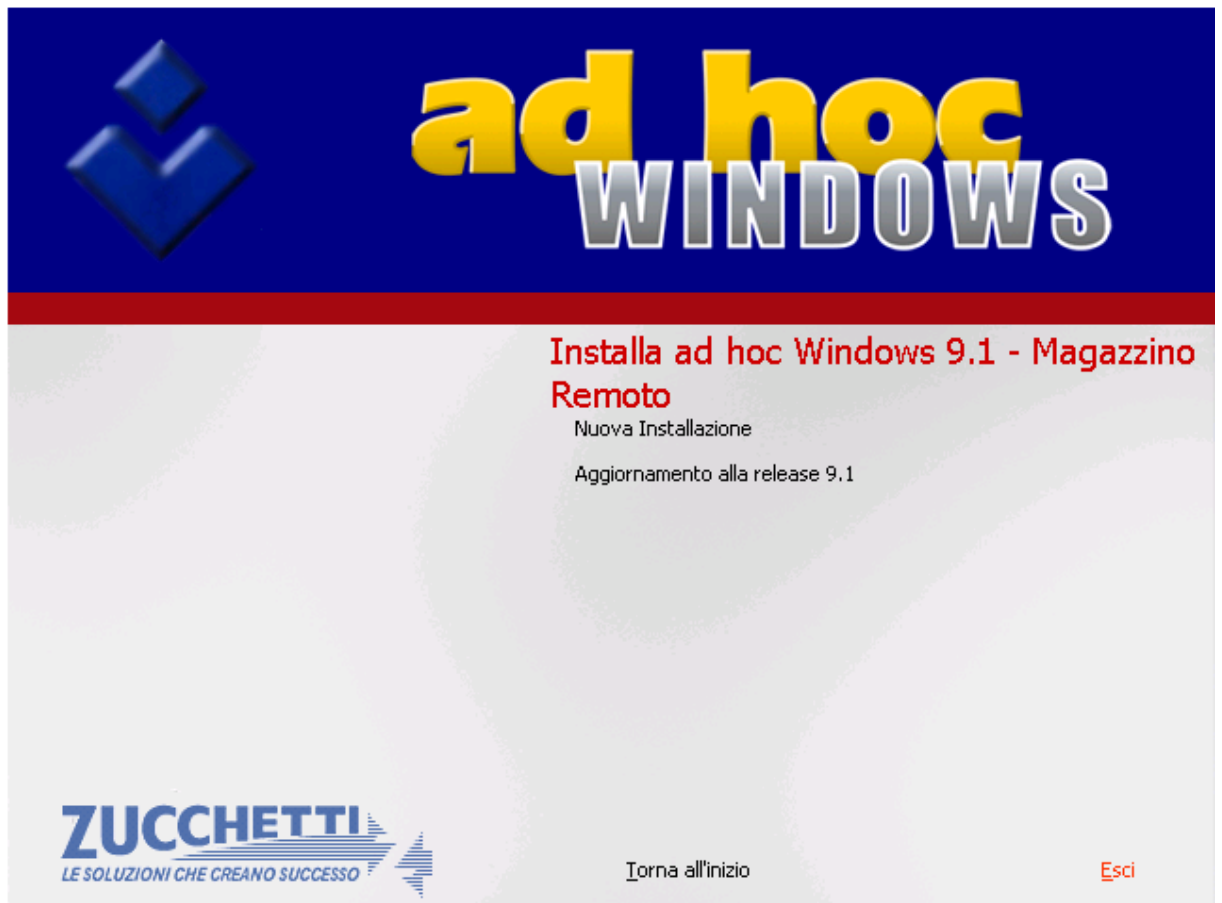 ad hoc
WINDOWS
Installa ad hoc Windows 9.1 - Magazzino
Remoto
Nuova Installazione
Aggiornamento alla release 9.1
ZUCCHETTI
LE SOLUZIONI CHE CREANO SUCCESSO
Torna all'inizio
Esci